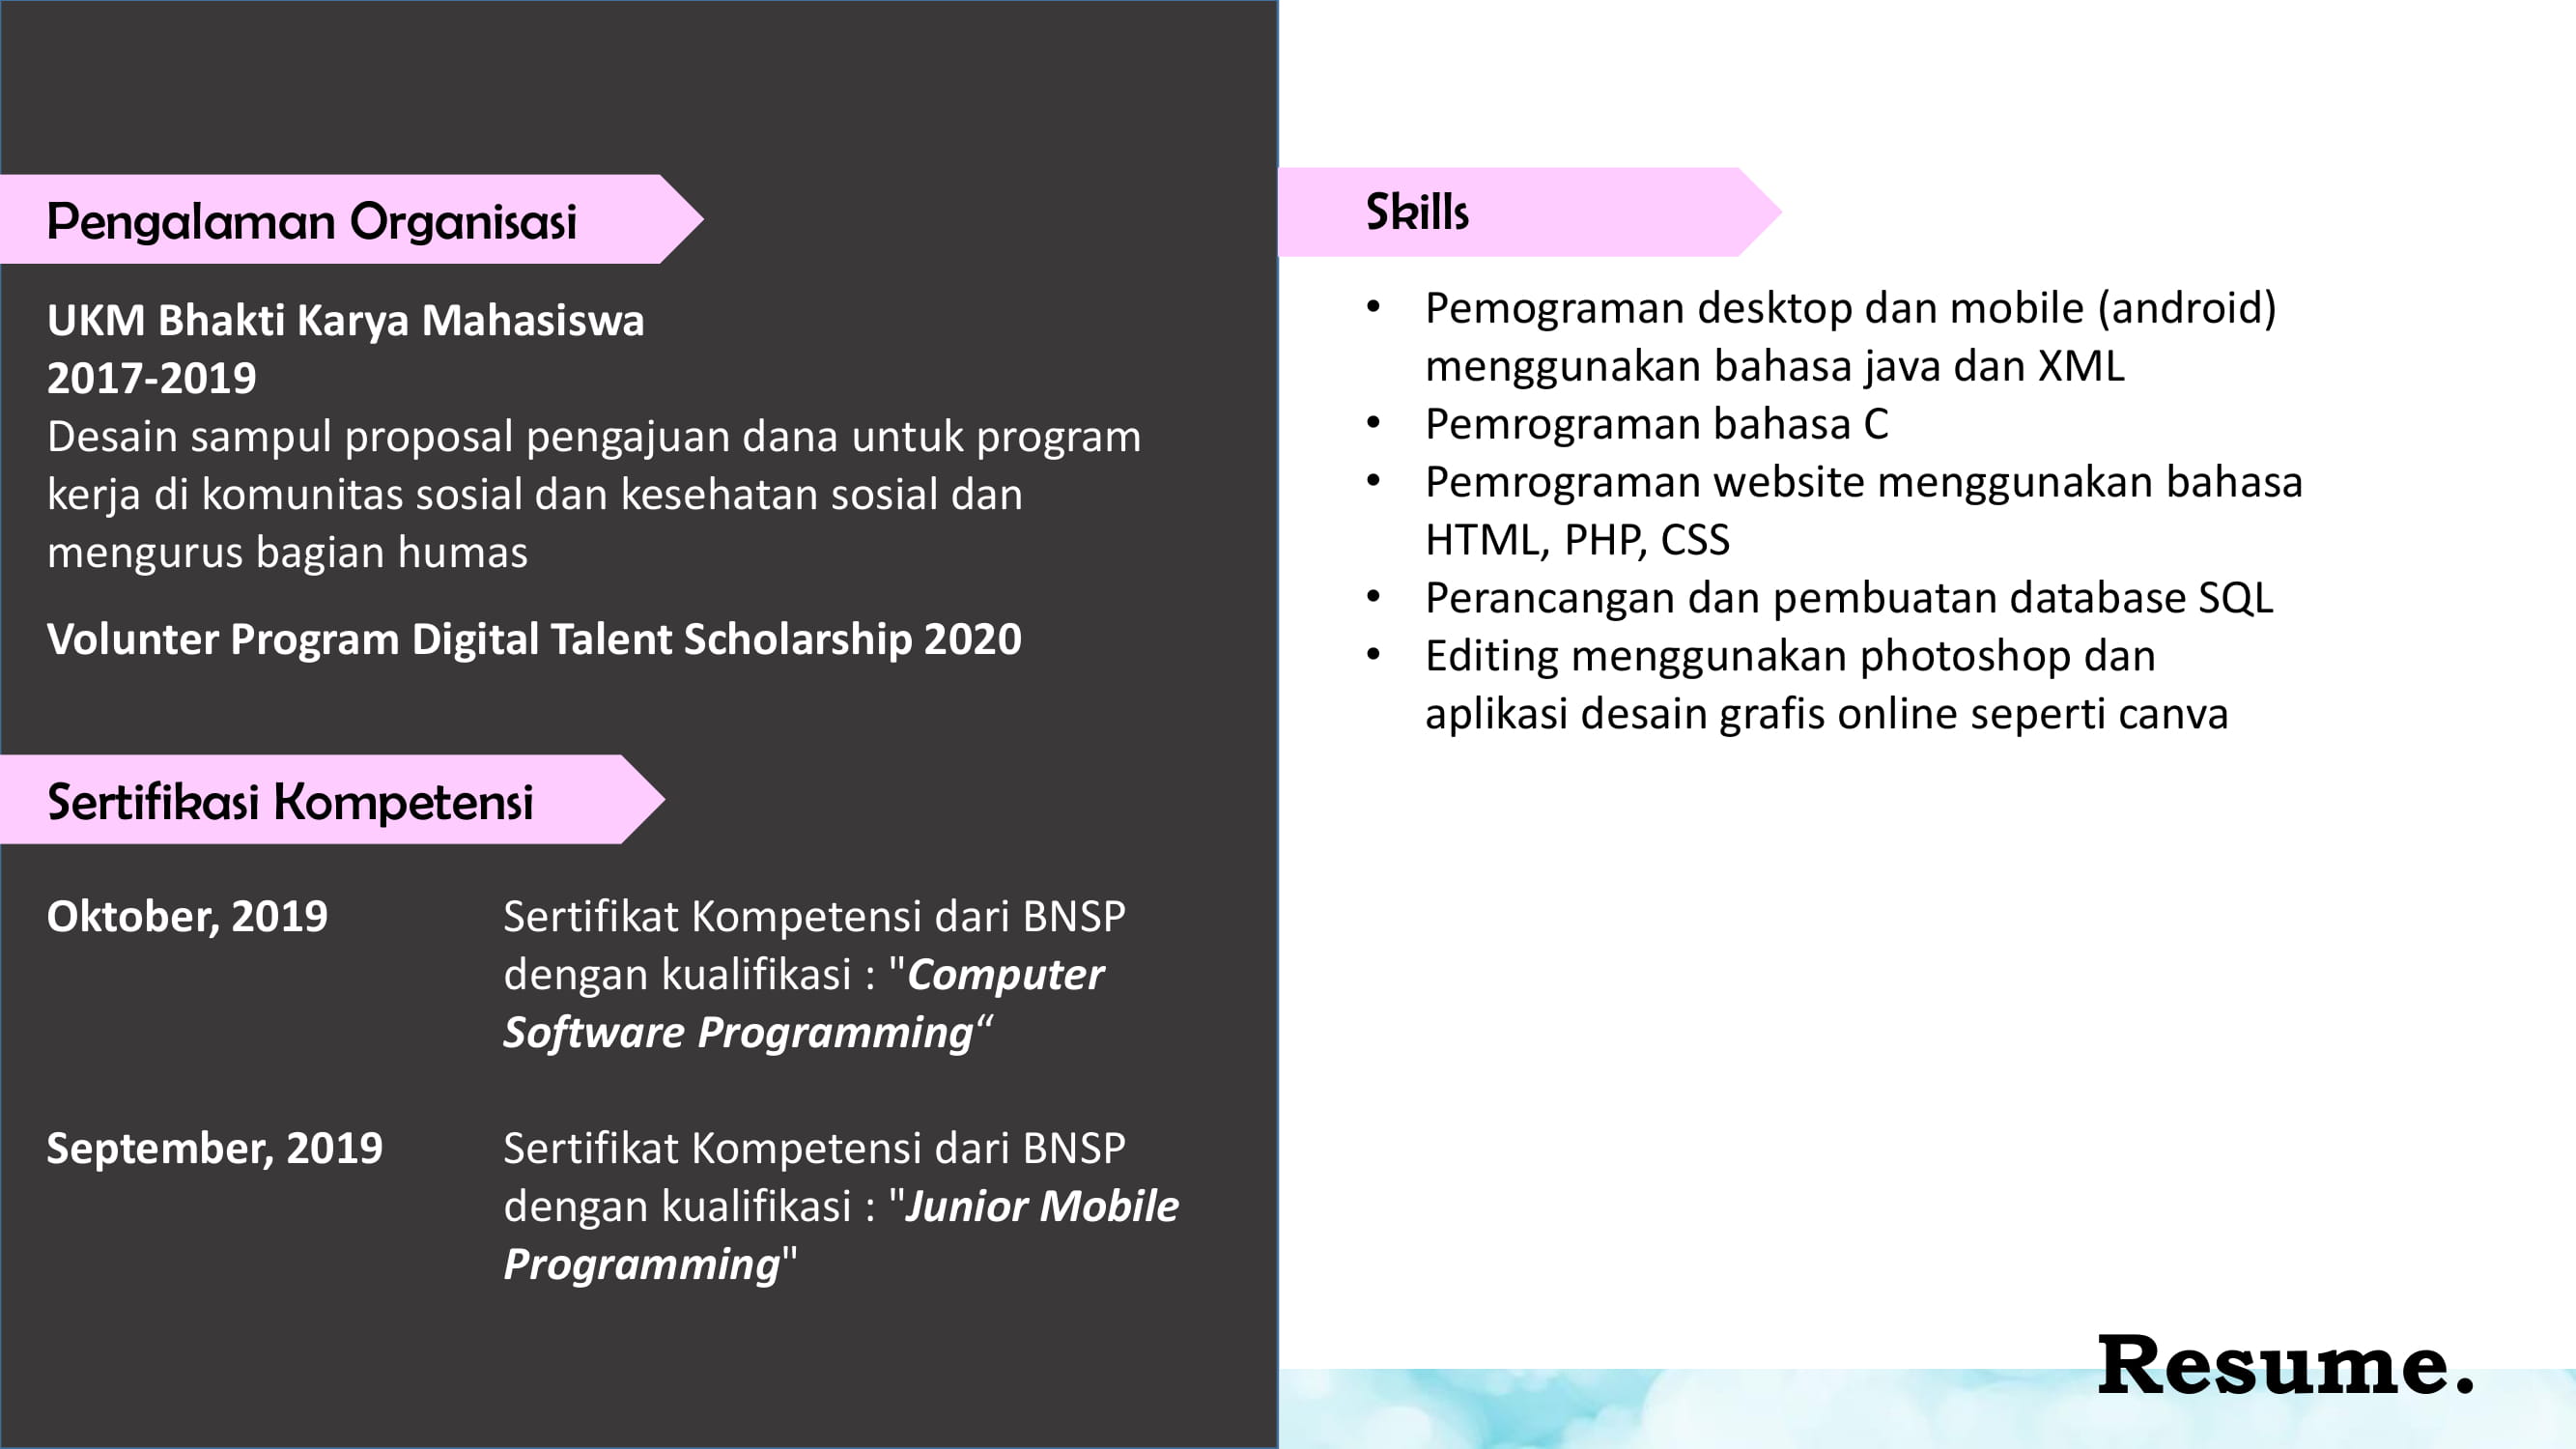 Pengalaman Organisasi
UKM Bhakti Karya Mahasiswa
2017-2019
Desain sampul proposal pengajuan dana untuk program
kerja di komunitas sosial dan kesehatan sosial dan
mengurus bagian humas
Volunter Program Digital Talent Scholarship 2020
Sertifikasi Kompetensi
Oktober, 2019
Sertifikat Kompetensi dari BNSP
dengan kualifikasi : "Computer
Software Programming“
September, 2019
Sertifikat Kompetensi dari BNSP
dengan kualifikasi : "Junior Mobile
Programming"
Skills
• Pemograman desktop dan mobile (android)
menggunakan bahasa java dan XML
• Pemrograman bahasa C
• Pemrograman website menggunakan bahasa
HTML, PHP, CSS
• Perancangan dan pembuatan database SQL
• Editing menggunakan photoshop dan
aplikasi desain grafis online seperti canva
Resume.